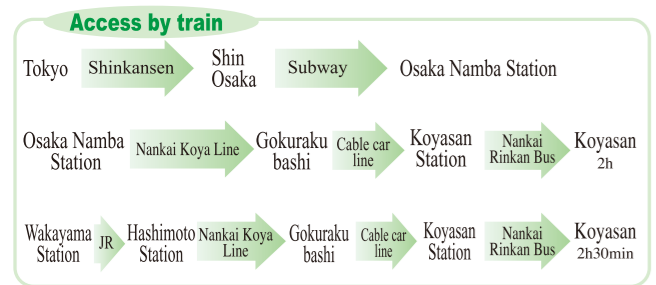 Access by train
Tokyo Shinkansen Shin Osaka Subway Osaka Namba Station
Osaka Namba Station Nankai Koya Line Gokuraku bashi Cable car line Koyasan Station Nankai Rinkan Bus Koyasan 2h
Wakayama Station JR Hashimoto Station Nankai Koya Line Gokuraku bashi Cable car line Koyasan Station Nankai Rinkan Bus Koyasan 2h30min